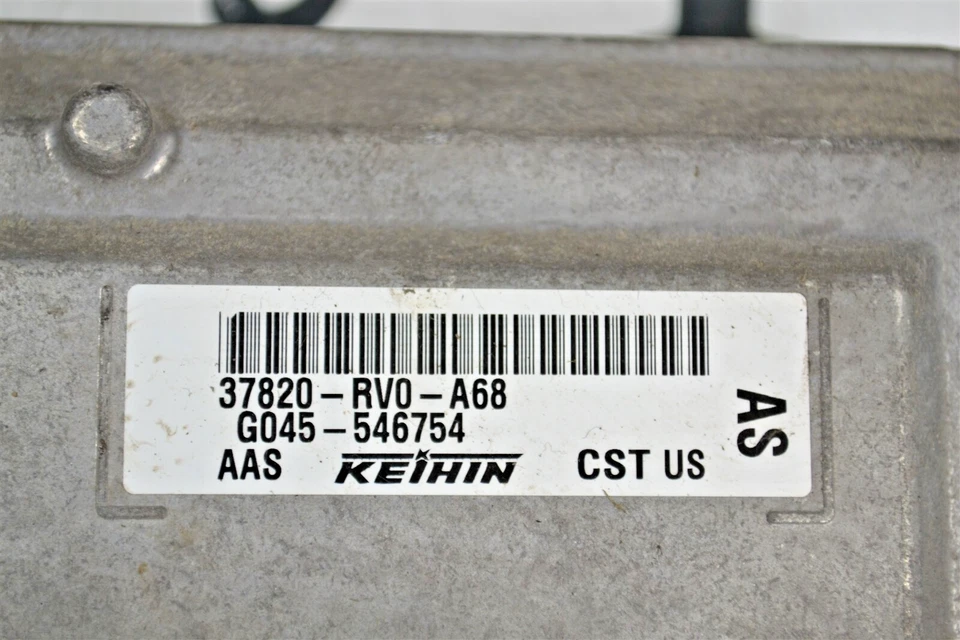 37820-RV0-A68
G045-546754
AAS KEIHIN CST US
AS